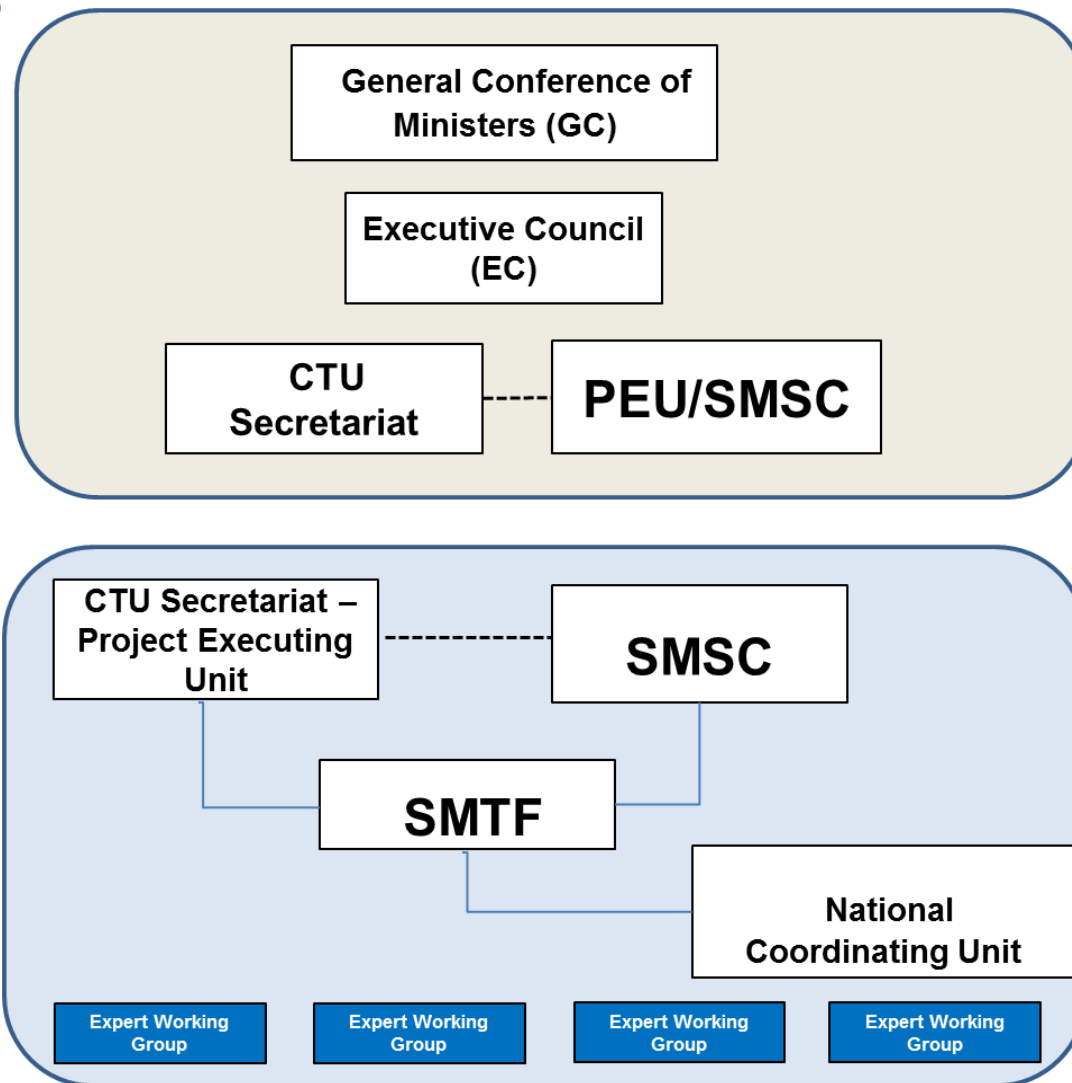 General Conference of
Ministers (GC)
Executive Council
(EC)
CTU
Secretariat
PEU/SMSC
CTU Secretariat –
Project Executing
Unit
SMSC
SMTF
National
Coordinating Unit
Expert Working
Group
Expert Working
Group
Expert Working
Group
Expert Working
Group